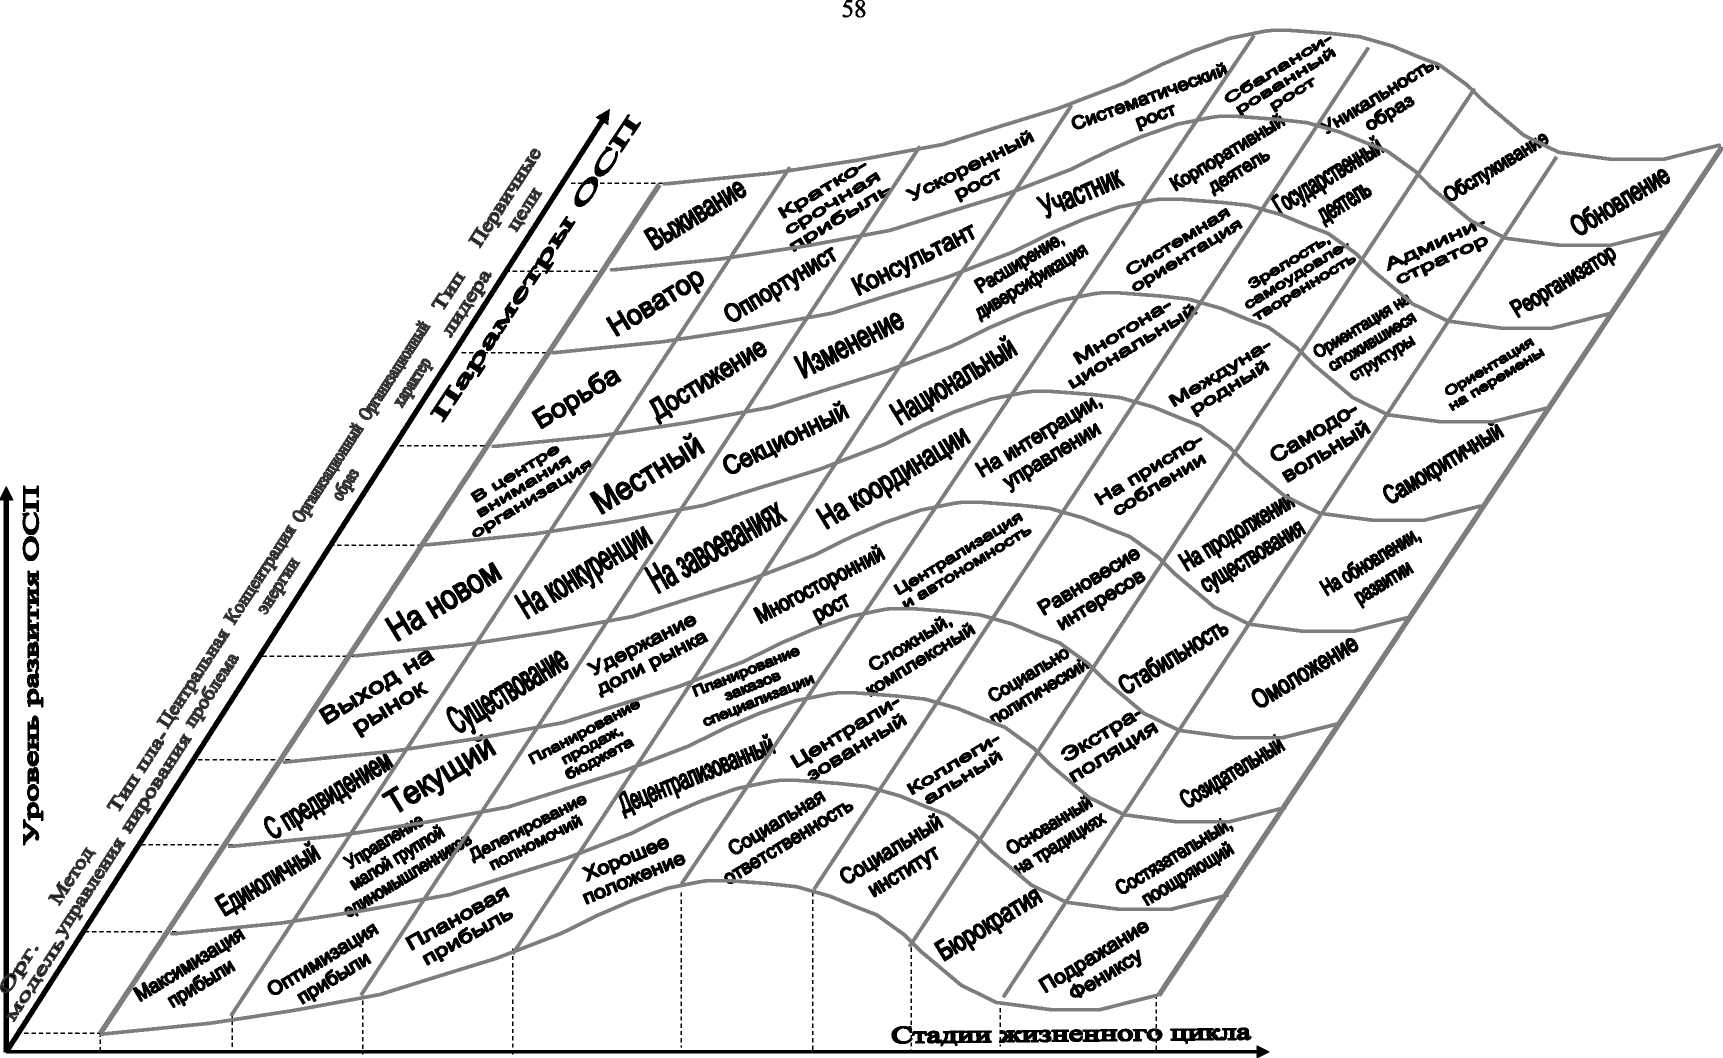 58
Уровень развития ОСП
Параметры ОСП
Стадии жизненного цикла
Первичные
цели
Тип
лидера
Организационный
характер
Организационный
образ
Концентрация
энергии
Центральная
проблема
Тип пла-
нирования
Метод
управления
Орг.
модель
Выживание
Кратко-
срочная
прибыль
Ускоренный
рост
Систематический
рост
Сбаланси-
рованный
рост
Уникальность,
образ
Обслуживание
Обновление
Новатор
Оппортунист
Консультант
Участник
Корпоративный
деятель
Государственный
деятель
Админи-
стратор
Реорганизатор
Борьба
Достижение
Изменение
Расширение,
диверсификация
Системная
ориентация
Зрелость,
самоудовле-
творенность
Ориентация на
сложившиеся
структуры
Ориентация
на перемены
В центре
внимания
организация
Местный
Секционный
Национальный
Многона-
циональный
Междуна-
родный
Самодо-
вольный
Самокритичный
На новом
На конкуренции
На завоеваниях
На координации
На интеграции,
управлении
На приспо-
соблении
На продолжении
существования
На обновлении,
развитии
Выход на
рынок
Существование
Удержание
доли рынка
Многосторонний
рост
Централизация
и автономность
Равновесие
интересов
Стабильность
Омоложение
С предвидением
Текущий
Планирование
продаж,
бюджета
Планирование
заказов
специализации
Сложный,
комплексный
Социально
политический
Экстра-
поляция
Созидательный
Единоличный
Управление
малой группой
единомышленников
Делегирование
полномочий
Децентрализованный
Централи-
зованный
Коллеги-
альный
Основанный
на традициях
Состязательный,
поощряющий
Максимизация
прибыли
Оптимизация
прибыли
Плановая
прибыль
Хорошее
положение
Социальная
ответственность
Социальный
институт
Бюрократия
Подражание
Фениксу